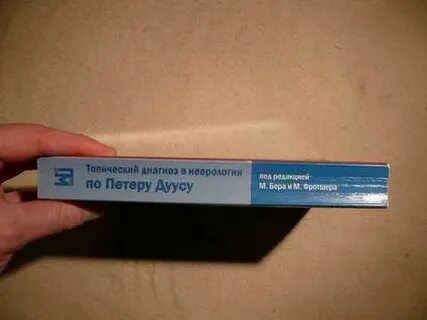 Топический диагноз в неврологии
по Петеру Дуусу
под редакцией
М. Бера и М. Фротшера
М